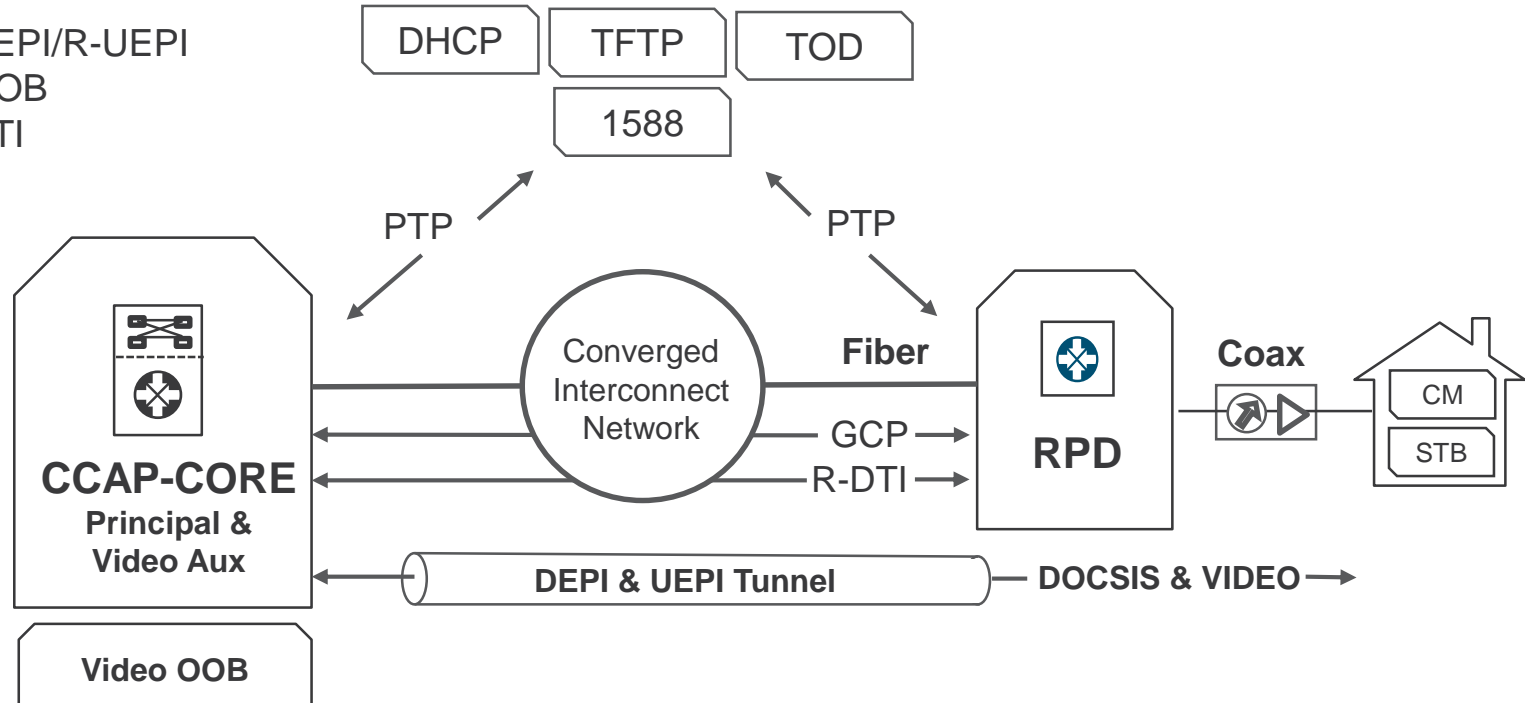 EPI/R-UEPI
OB
TI
DHCP
TFTP
TOD
1588
PTP
PTP
Converged
Interconnect
Network
Fiber
Coax
CM
STB
GCP
R-DTI
RPD
CCAP-CORE
Principal &
Video Aux
DEPI & UEPI Tunnel
DOCSIS & VIDEO
Video OOB